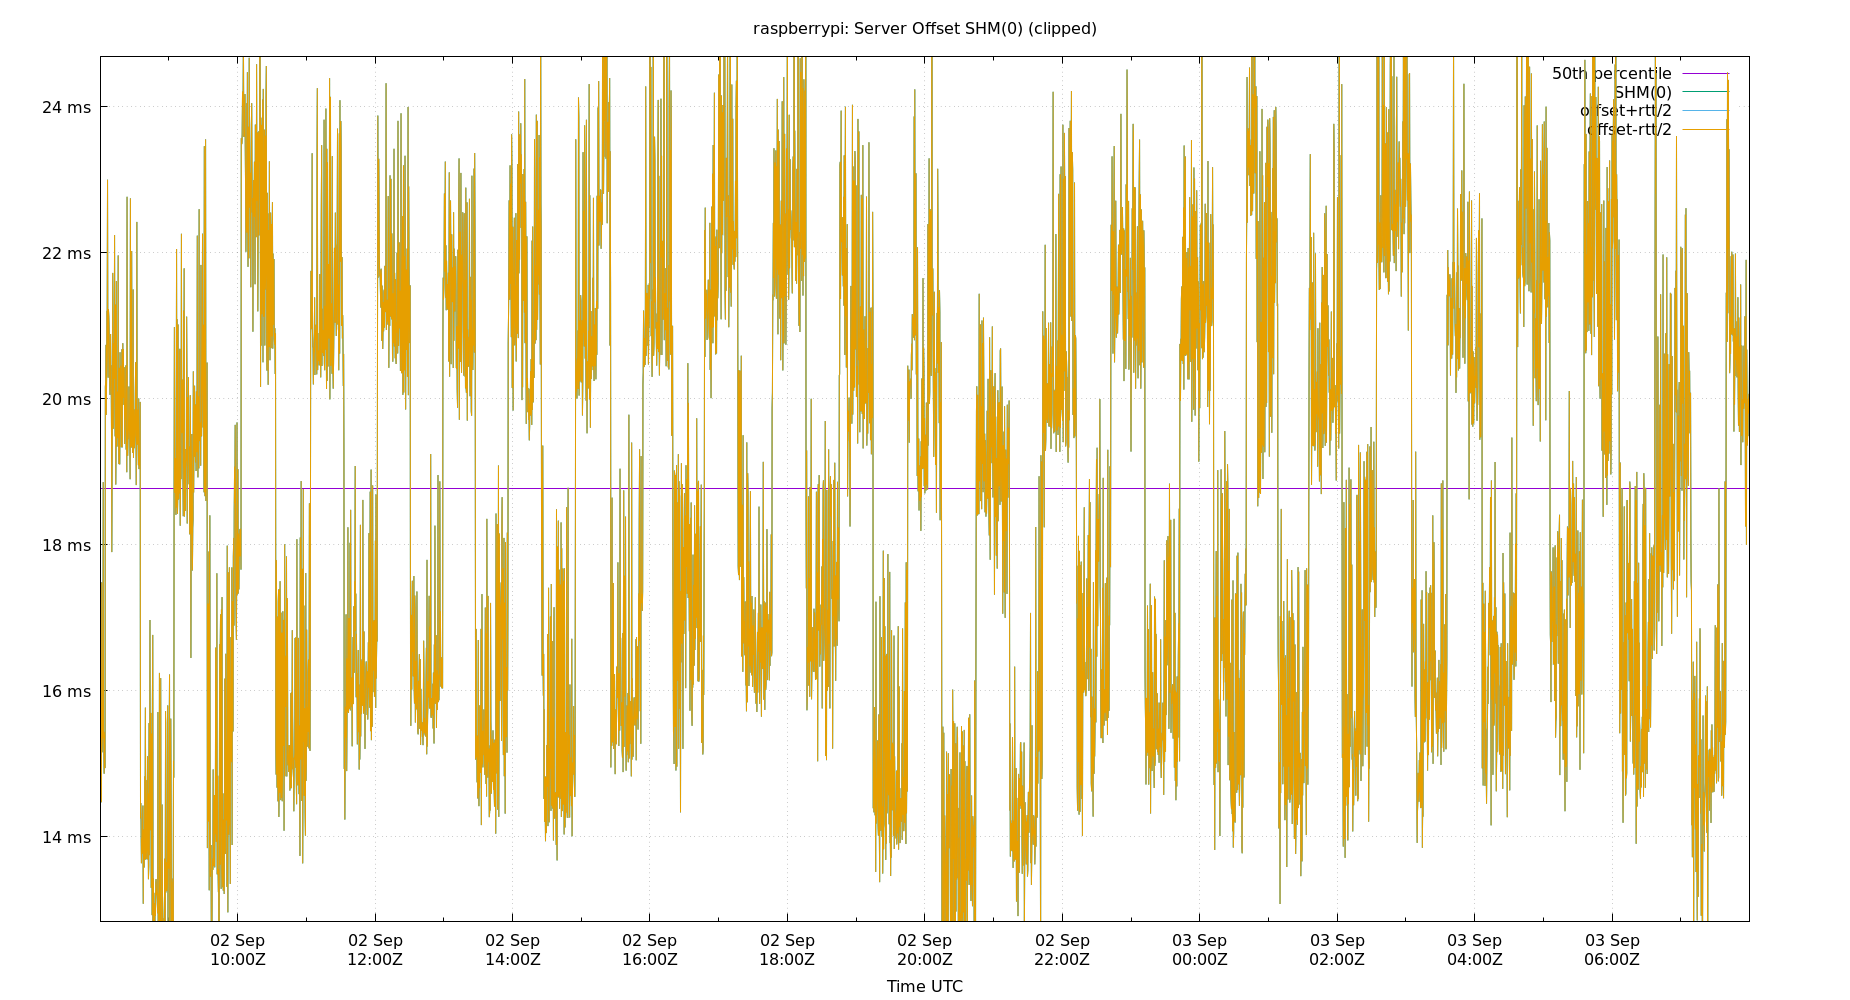 raspberrypi: Server Offset SHM(0) (clipped)
50th percentile
SHM(0)
offset+rtt/2
offset-rtt/2
24 ms
22 ms
20 ms
18 ms
16 ms
14 ms
02 Sep 02 Sep 02 Sep 02 Sep 02 Sep 02 Sep 02 Sep 03 Sep 03 Sep 03 Sep 03 Sep
10:00Z 12:00Z 14:00Z 16:00Z 18:00Z 20:00Z 22:00Z 00:00Z 02:00Z 04:00Z 06:00Z
Time UTC